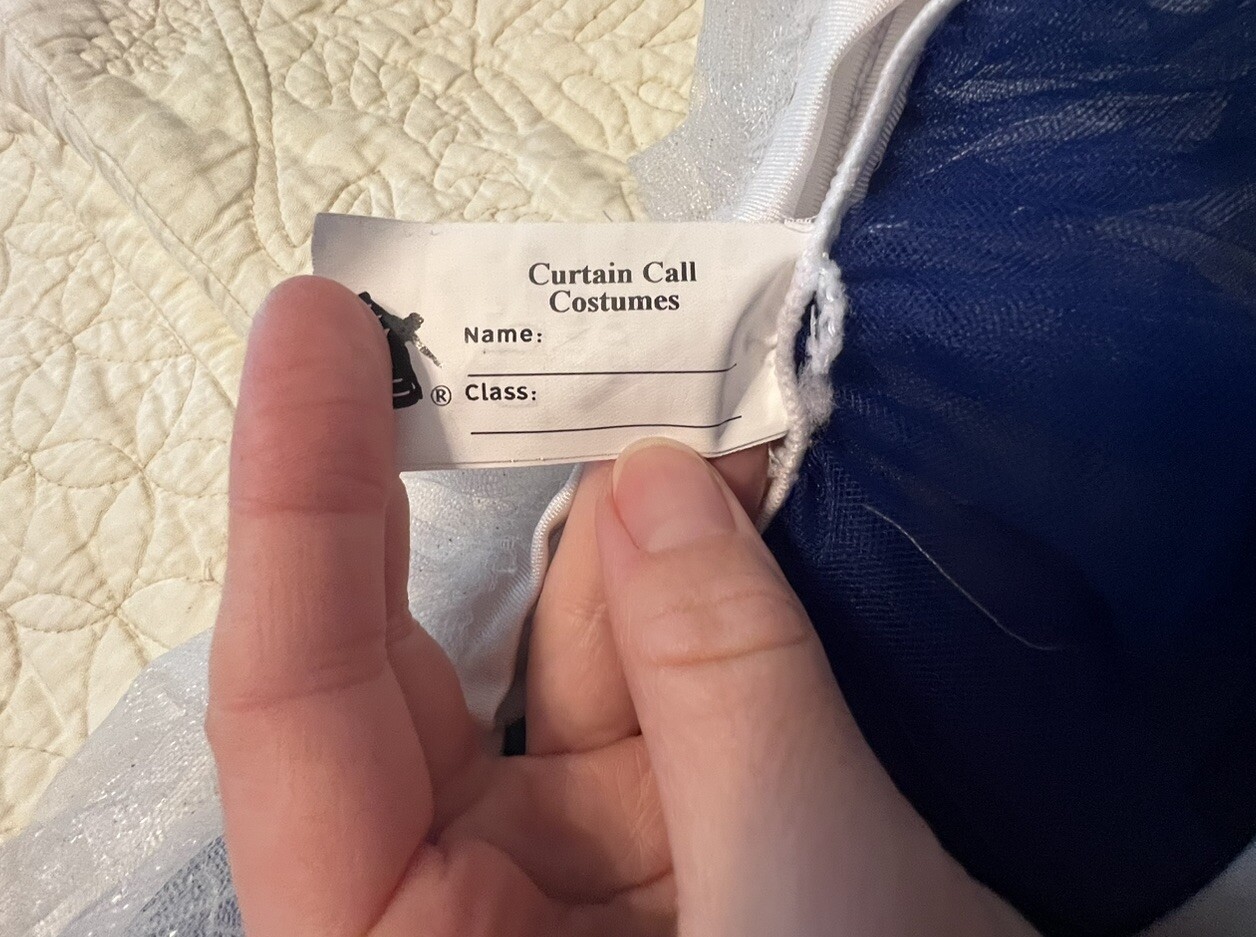 Curtain Call
Costumes
Name:
® Class: